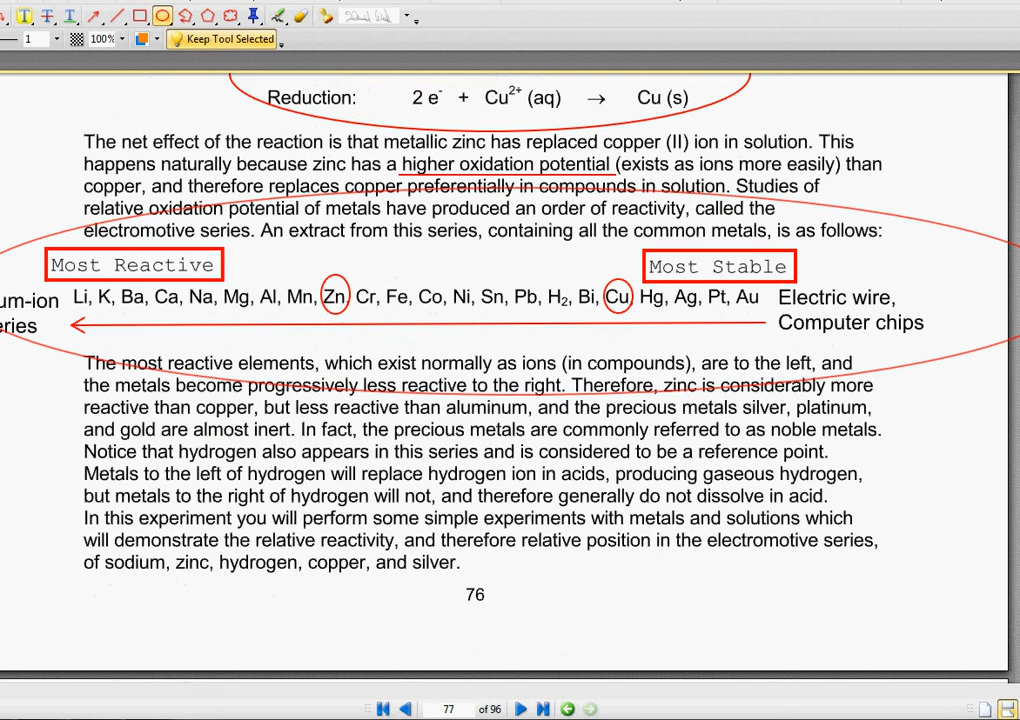 1 100% Keep Tool Selected
Reduction: 2 e- + Cu2+ (aq) → Cu (s)
The net effect of the reaction is that metallic zinc has replaced copper (II) ion in solution. This
happens naturally because zinc has a higher oxidation potential (exists as ions more easily) than
copper, and therefore replaces copper preferentially in compounds in solution. Studies of
relative oxidation potential of metals have produced an order of reactivity, called the
electromotive series. An extract from this series, containing all the common metals, is as follows:
Most Reactive Most Stable
um-ion Li, K, Ba, Ca, Na, Mg, Al, Mn, Zn, Cr, Fe, Co, Ni, Sn, Pb, H2, Bi, Cu, Hg, Ag, Pt, Au Electric wire,
eries Computer chips
The most reactive elements, which exist normally as ions (in compounds), are to the left, and
the metals become progressively less reactive to the right. Therefore, zinc is considerably more
reactive than copper, but less reactive than aluminum, and the precious metals silver, platinum,
and gold are almost inert. In fact, the precious metals are commonly referred to as noble metals.
Notice that hydrogen also appears in this series and is considered to be a reference point.
Metals to the left of hydrogen will replace hydrogen ion in acids, producing gaseous hydrogen,
but metals to the right of hydrogen will not, and therefore generally do not dissolve in acid.
In this experiment you will perform some simple experiments with metals and solutions which
will demonstrate the relative reactivity, and therefore relative position in the electromotive series,
of sodium, zinc, hydrogen, copper, and silver.
76
77 of 96